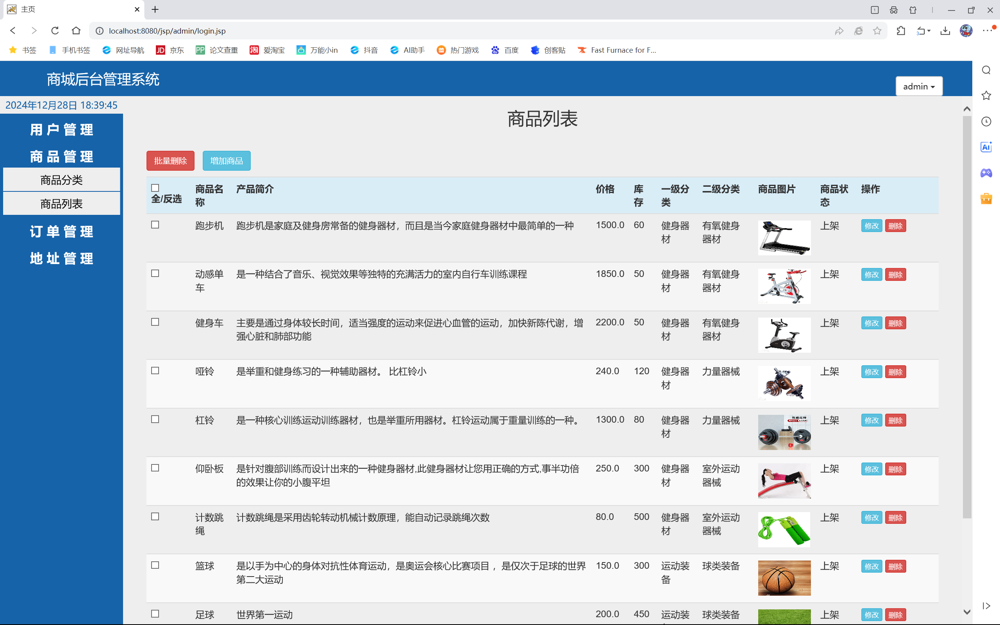 主页
localhost:8080/jsp/admin/login.jsp
书签 手机书签 网址导航 JD 京东 PP 论文查重 淘 爱淘宝 万能小in 抖音 AI助手 热门游戏 du 百度 创客贴 Fast Furnace for F...
商城后台管理系统
admin
2024年12月28日 18:39:45
用 户 管 理
商 品 管 理
商品分类
商品列表
订 单 管 理
地 址 管 理
商品列表
批量删除 增加商品
全/反选 商品名称 产品简介 价格 库存 一级分类 二级分类 商品图片 商品状态 操作
跑步机 跑步机是家庭及健身房常备的健身器材，而且是当今家庭健身器材中最简单的一种 1500.0 60 健身器材 有氧健身器材 上架 修改 删除
动感单车 是一种结合了音乐、视觉效果等独特的充满活力的室内自行车训练课程 1850.0 50 健身器材 有氧健身器材 上架 修改 删除
健身车 主要是通过身体较长时间，适当强度的运动来促进心血管的运动，加快新陈代谢，增强心脏和肺部功能 2200.0 50 健身器材 有氧健身器材 上架 修改 删除
哑铃 是举重和健身练习的一种辅助器材。 比杠铃小 240.0 120 健身器材 力量器械 上架 修改 删除
杠铃 是一种核心训练运动训练器材，也是举重所用器材。杠铃运动属于重量训练的一种。 1300.0 80 健身器材 力量器械 上架 修改 删除
仰卧板 是针对腹部训练而设计出来的一种健身器材,此健身器材让您用正确的方式,事半功倍的效果让你的小腹平坦 250.0 300 健身器材 室外运动器械 上架 修改 删除
计数跳绳 计数跳绳是采用齿轮转动机械计数原理，能自动记录跳绳次数 80.0 500 健身器材 室外运动器械 上架 修改 删除
篮球 是以手为中心的身体对抗性体育运动，是奥运会核心比赛项目 ，是仅次于足球的世界第二大运动 150.0 300 运动装备 球类装备 上架 修改 删除
足球 世界第一运动 200.0 450 运动装 球类装备 上架 修改 删除